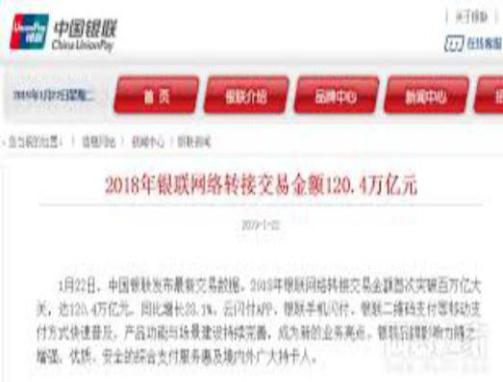 UnionPay 银联
中国银联
China UnionPay
关于银联
在线客服
2019年1月22日星期二
首 页
银联介绍
品牌中心
新闻中心
您当前的位置：
新闻中心
银联新闻
2018年银联网络转接交易金额120.4万亿元
2019-1-22
1月22日，中国银联发布最新交易数据，2018年银联网络转接交易金额首次突破百万亿大
关，达120.4万亿元，同比增长28.1%，云闪付APP、银联手机闪付、银联二维码支付等移动支
付方式快速普及，产品功能与场景建设持续完善，成为新的业务亮点，银联品牌影响力随之
增强，优质、安全的综合支付服务惠及境内外广大持卡人。